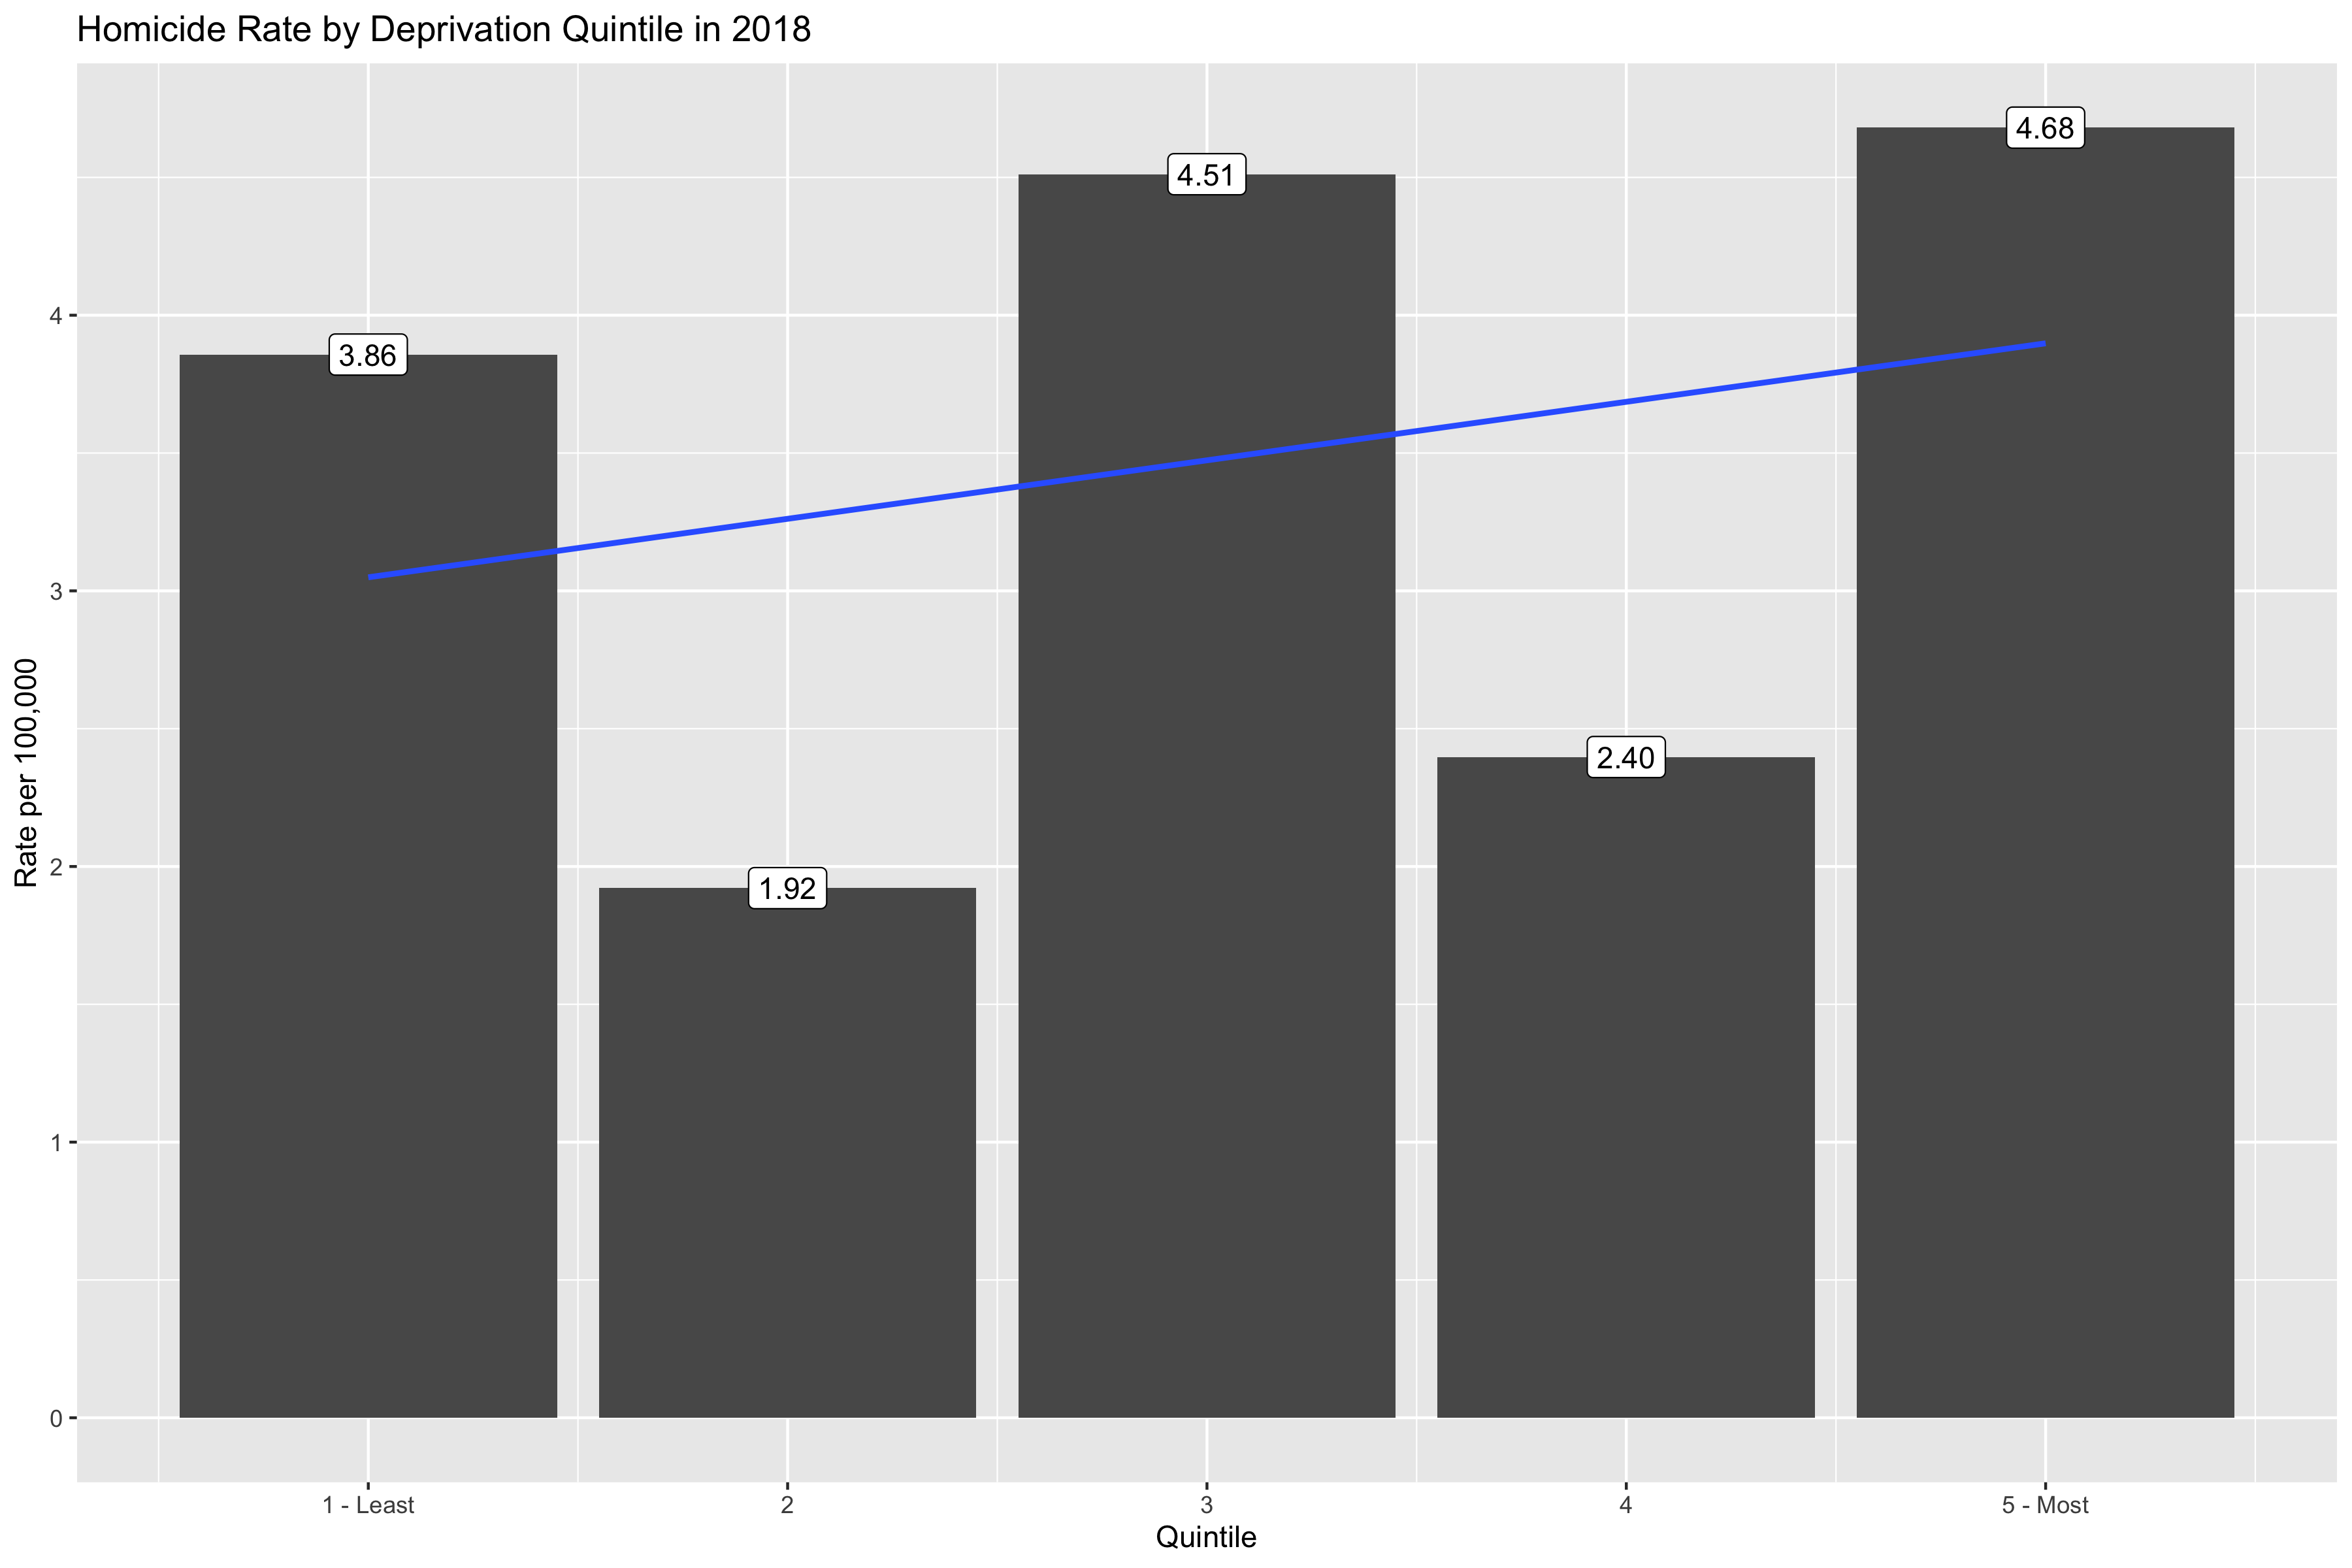 Homicide Rate by Deprivation Quintile in 2018
4.68
4.51
4
3.86
3
Rate per 100,000
2.40
2
1.92
1
0
1 - Least
2
3
4
5 - Most
Quintile